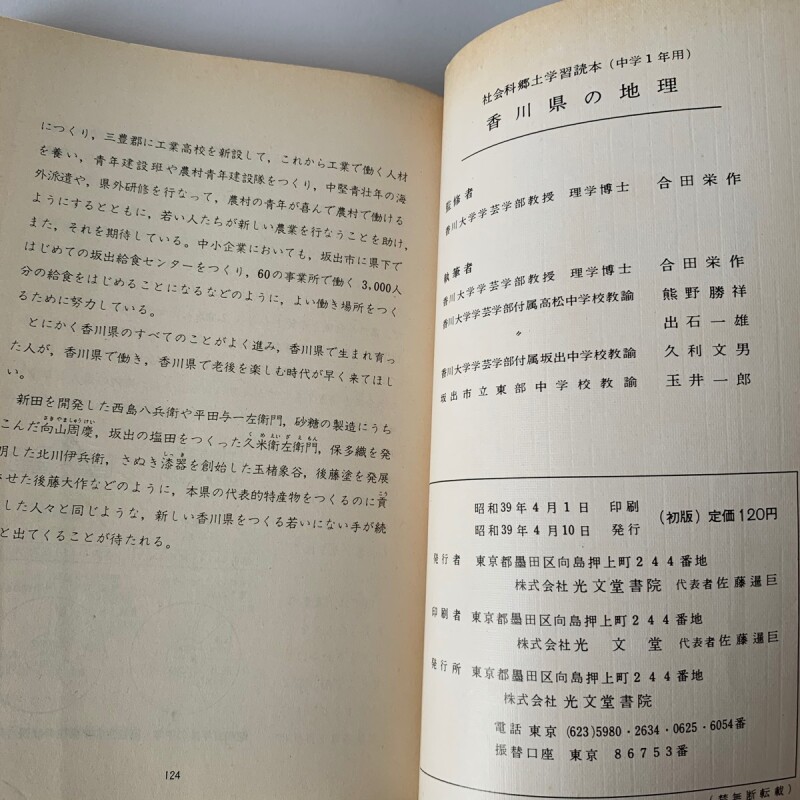 につくり，三豊郡に工業高校を新設して，これから工業で働く人材
を養い，青年建設班や農村青年建設隊をつくり，中堅青壮年の海
外派遣や，県外研修を行なって，農村の青年が喜んで農村で働ける
ようにするとともに，若い人たちが新しい農業を行なうことを助け，
また，それを期待している。中小企業においても，坂出市に県下で
はじめての坂出給食センターをつくり，60の事業所で働く 3,000人
分の給食をはじめることになるなどのように，よい働き場所をつく
るために努力している。
とにかく香川県のすべてのことがよく進み，香川県で生まれ育っ
た人が，香川県で働き，香川県で老後を楽しむ時代が早く来てほし
い。
新田を開発した西島八兵衛や平田与一左衛門，砂糖の製造にうち
こんだ向山周慶，坂出の塩田をつくった久米衛左衛門，保多織を発
明した北川伊兵衛，さぬき漆器を創始した玉楮象谷，後藤塗を発展
させた後藤大作などのように，本県の代表的特産物をつくるのに貢
した人々と同じような，新しい香川県をつくる若いにない手が続
と出てくることが待たれる。
124
社会科郷土学習読本（中学1年用）
香川県の地理
監修者
香川大学学芸学部教授 理学博士 合田栄作
執筆者
香川大学学芸学部教授 理学博士 合田栄作
香川大学学芸学部付属高松中学校教諭 熊野勝祥
〃 出石一雄
香川大学学芸学部付属坂出中学校教諭 久利文男
坂出市立東部中学校教諭 玉井一郎
昭和39年4月1日 印刷
昭和39年4月10日 発行 （初版）定価120円
発行者 東京都墨田区向島押上町244番地
株式会社光文堂書院 代表者佐藤暹巨
印刷者 東京都墨田区向島押上町244番地
株式会社光文堂 代表者佐藤暹巨
発行所 東京都墨田区向島押上町244番地
株式会社光文堂書院
電話 東京 (623)5980・2634・0625・6054番
振替口座 東京 86753番
（禁無断転載）